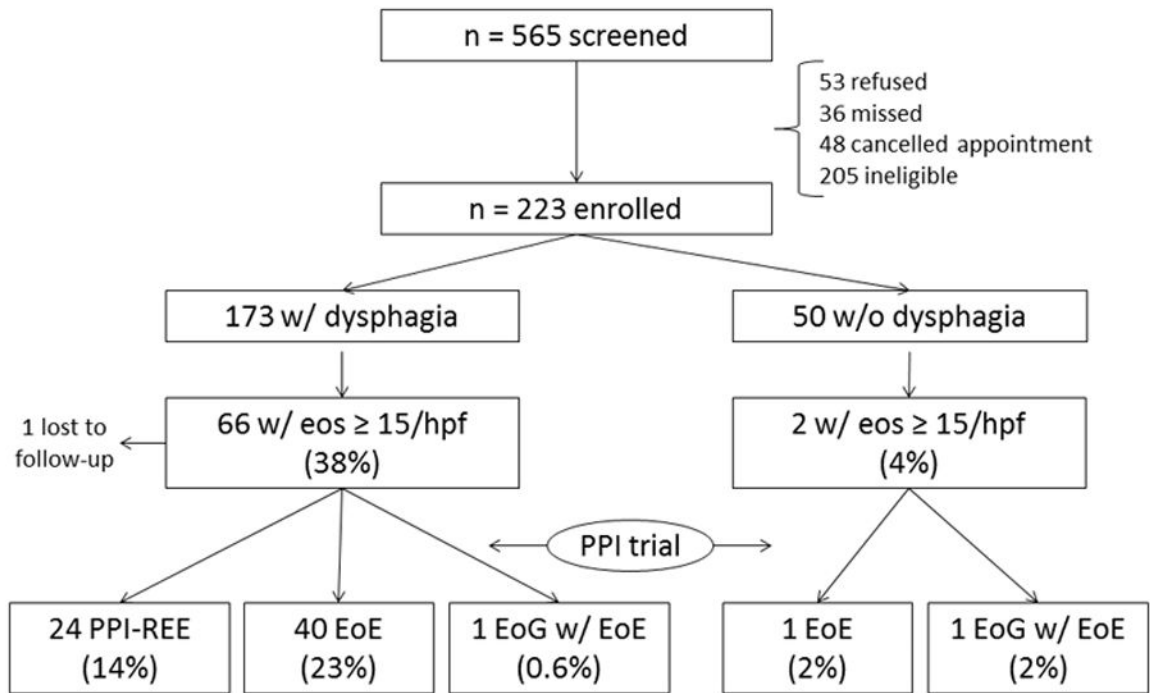 n = 565 screened
53 refused
36 missed
48 cancelled appointment
205 ineligible
n = 223 enrolled
173 w/ dysphagia
50 w/o dysphagia
1 lost to
follow-up
66 w/ eos ≥ 15/hpf
(38%)
2 w/ eos ≥ 15/hpf
(4%)
PPI trial
24 PPI-REE
(14%)
40 EoE
(23%)
1 EoG w/ EoE
(0.6%)
1 EoE
(2%)
1 EoG w/ EoE
(2%)